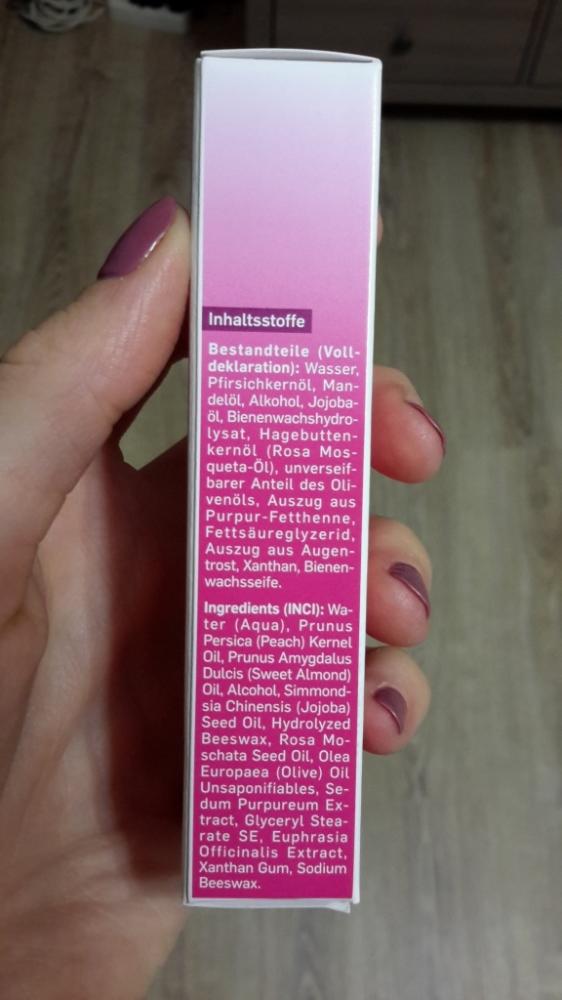 Inhaltsstoffe
Bestandteile (Voll-
deklaration): Wasser,
Pfirsichkernöl, Man-
delöl, Alkohol, Jojoba-
öl, Bienenwachshydro-
lysat, Hagebutten-
kernöl (Rosa Mos-
queta-Öl), unverseif-
barer Anteil des Oli-
venöls, Auszug aus
Purpur-Fetthenne,
Fettsäureglyzerid,
Auszug aus Augen-
trost, Xanthan, Bienen-
wachsseife.
Ingredients (INCI): Wa-
ter (Aqua), Prunus
Persica (Peach) Kernel
Oil, Prunus Amygdalus
Dulcis (Sweet Almond)
Oil, Alcohol, Simmond-
sia Chinensis (Jojoba)
Seed Oil, Hydrolyzed
Beeswax, Rosa Mo-
schata Seed Oil, Olea
Europaea (Olive) Oil
Unsaponifiables, Se-
dum Purpureum Ex-
tract, Glyceryl Stea-
rate SE, Euphrasia
Officinalis Extract,
Xanthan Gum, Sodium
Beeswax.